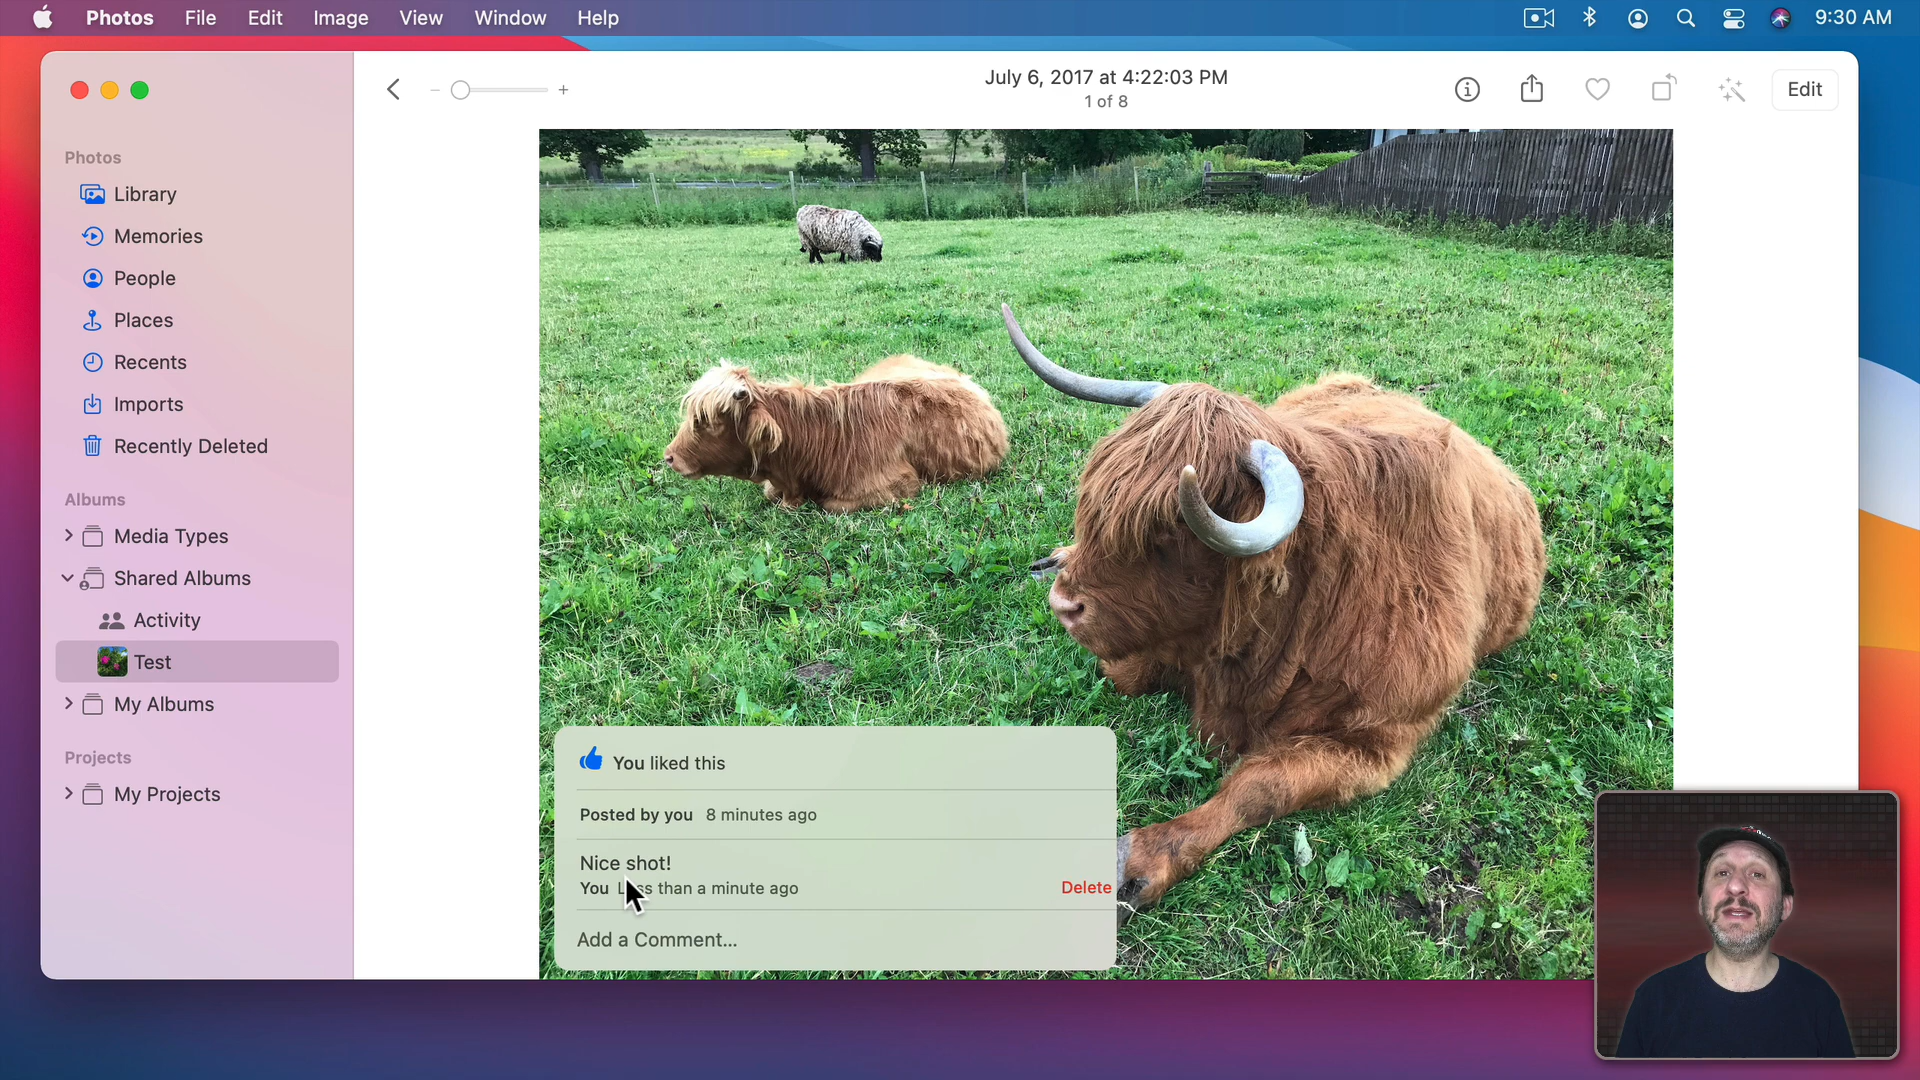 Photos File Edit Image View Window Help 9:30 AM
July 6, 2017 at 4:22:03 PM
1 of 8
Edit
Photos
Library
Memories
People
Places
Recents
Imports
Recently Deleted
Albums
Media Types
Shared Albums
Activity
Test
My Albums
Projects
My Projects
You liked this
Posted by you 8 minutes ago
Nice shot!
You Less than a minute ago Delete
Add a Comment...